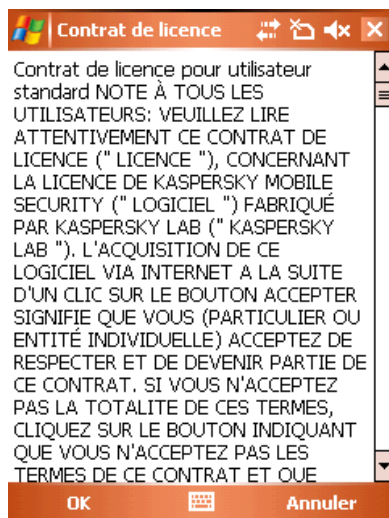 Contrat de licence
Contrat de licence pour utilisateur
standard NOTE À TOUS LES
UTILISATEURS: VEUILLEZ LIRE
ATTENTIVEMENT CE CONTRAT DE
LICENCE (" LICENCE "), CONCERNANT
LA LICENCE DE KASPERSKY MOBILE
SECURITY (" LOGICIEL ") FABRIQUÉ
PAR KASPERSKY LAB (" KASPERSKY
LAB "). L'ACQUISITION DE CE
LOGICIEL VIA INTERNET A LA SUITE
D'UN CLIC SUR LE BOUTON ACCEPTER
SIGNIFIE QUE VOUS (PARTICULIER OU
ENTITÉ INDIVIDUELLE) ACCEPTEZ DE
RESPECTER ET DE DEVENIR PARTIE DE
CE CONTRAT. SI VOUS N'ACCEPTEZ
PAS LA TOTALITE DE CES TERMES,
CLIQUEZ SUR LE BOUTON INDIQUANT
QUE VOUS N'ACCEPTEZ PAS LES
TERMES DE CE CONTRAT ET QUE
OK Annuler